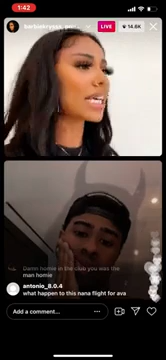 1:42
LIVE
14.6K
Damn homie in the club you was the
man homie
antonio_8.0.4
what happen to this nana flight for ava
Add a comment...